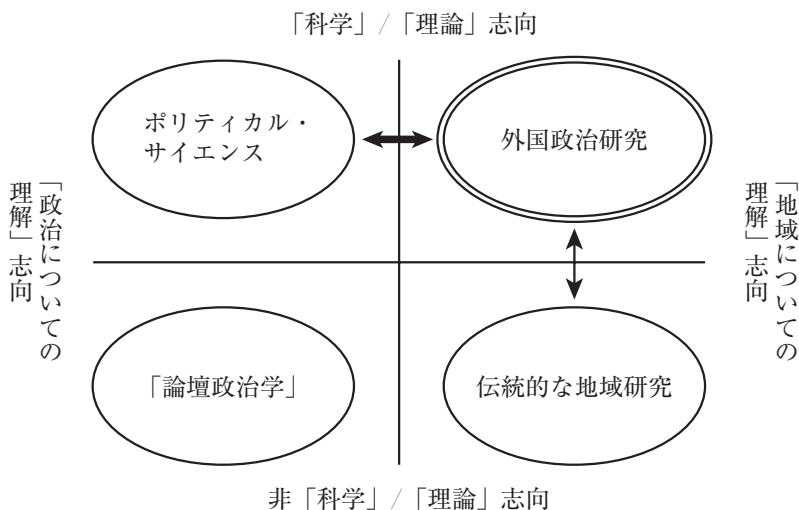 「科学」/「理論」志向
ポリティカル・
サイエンス
外国政治研究
「政治についての
理解」志向
「地域についての
理解」志向
「論壇政治学」
伝統的な地域研究
非「科学」/「理論」志向